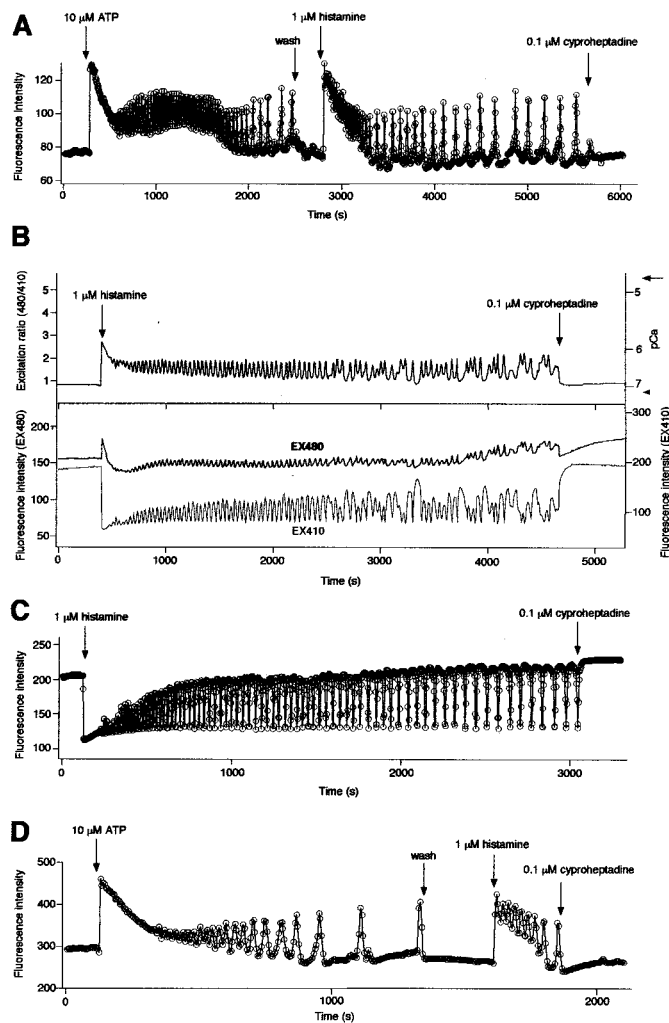 A
10 μM ATP
1 μM histamine
wash
0.1 μM cyproheptadine
Fluorescence intensity
120
100
80
60
0 1000 2000 3000 4000 5000 6000
Time (s)
B
1 μM histamine
0.1 μM cyproheptadine
Excitation ratio (480/410)
5
4
3
2
1
5
6
7
pCa
Fluorescence intensity (EX480)
200
150
100
50
EX480
EX410
300
200
100
Fluorescence intensity (EX410)
0 1000 2000 3000 4000 5000
Time (s)
C
1 μM histamine
0.1 μM cyproheptadine
Fluorescence intensity
250
200
150
100
0 1000 2000 3000
Time (s)
D
10 μM ATP
wash
1 μM histamine
0.1 μM cyproheptadine
Fluorescence intensity
500
400
300
200
0 1000 2000
Time (s)